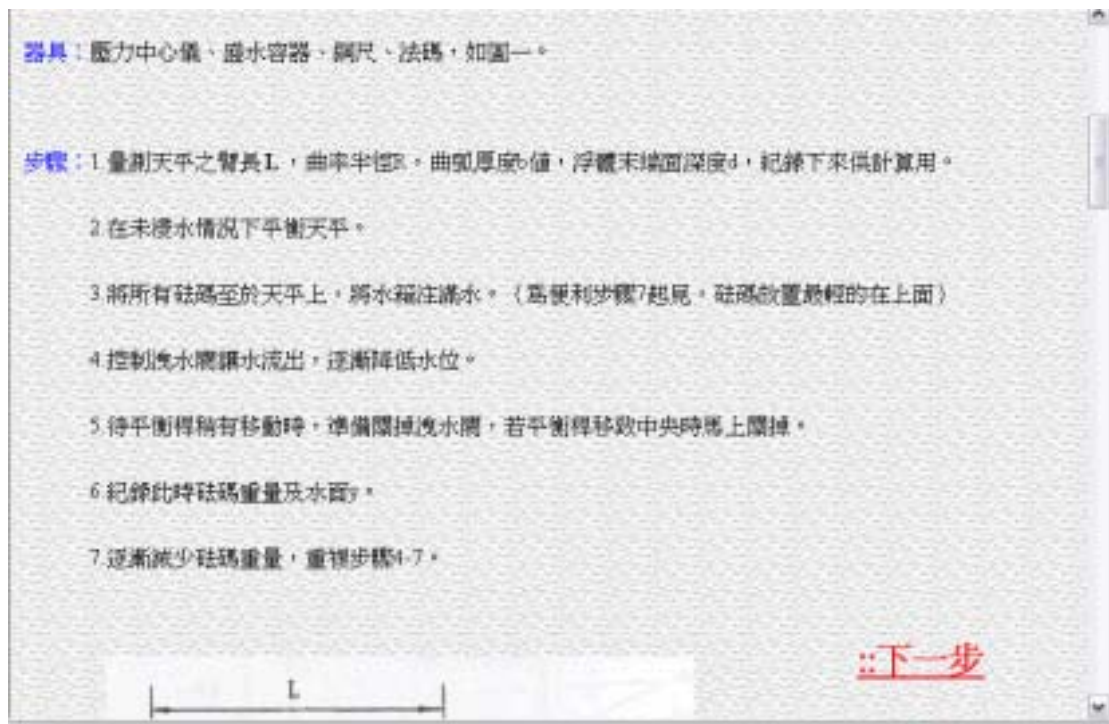 器具：壓力中心儀、盛水容器、鋼尺、法碼，如圖一。
步驟：1.量測天平之臂長L，曲率半徑R。曲弧厚度b值，浮體末端面深度d，紀錄下來供計算用。
2.在未浸水情況下平衡天平。
3.將所有砝碼至於天平上，將水箱注滿水。（為便利步驟7起見，砝碼放置最輕的在上面）
4.控制洩水閥讓水流出，逐漸降低水位。
5.待平衡桿稍有移動時，準備關掉洩水閥，若平衡桿移致中央時馬上關掉。
6.紀錄此時砝碼重量及水面y。
7.逐漸減少砝碼重量，重複步驟4-7。
::下一步
L